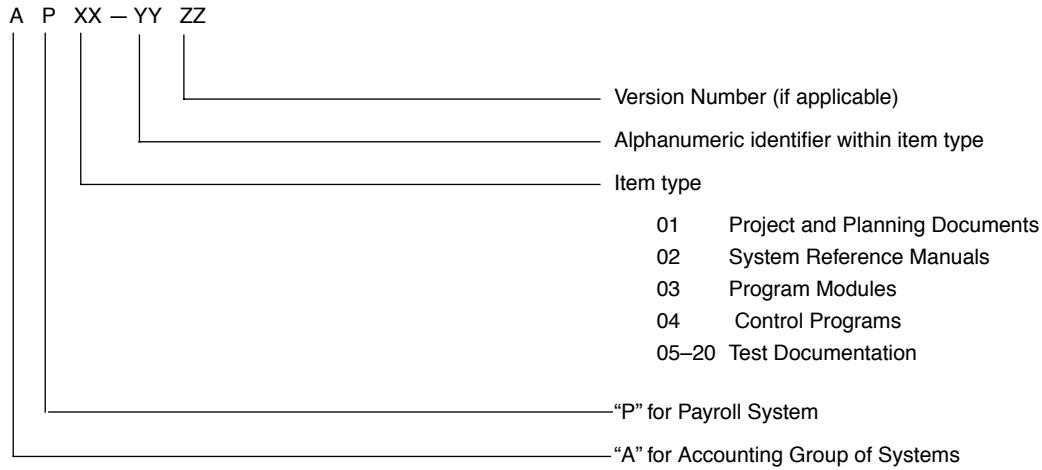 A P XX — YY ZZ
Version Number (if applicable)
Alphanumeric identifier within item type
Item type
01 Project and Planning Documents
02 System Reference Manuals
03 Program Modules
04 Control Programs
05–20 Test Documentation
“P” for Payroll System
“A” for Accounting Group of Systems